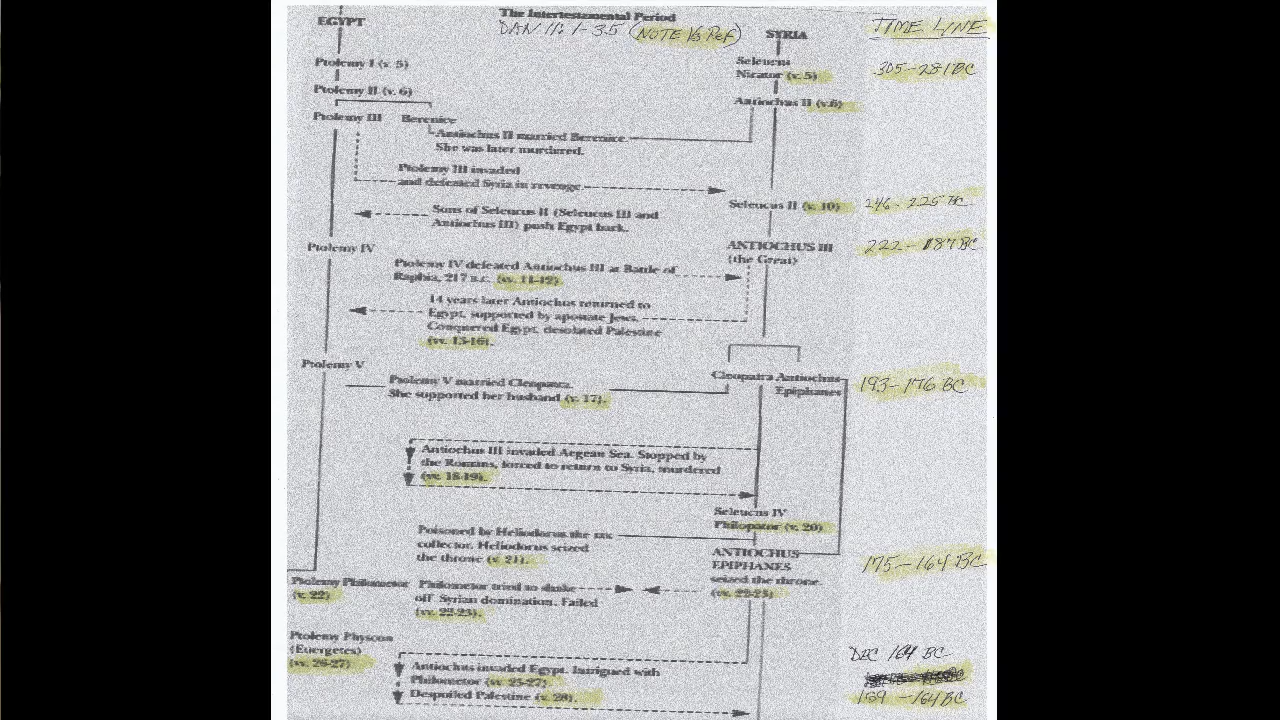 The Intertestamental Period
EGYPT
DAN 11: 1-35 (NOTE 16 Pef)
SYRIA
TIME LINE
Ptolemy I (v. 5)
Seleucus
Nicator (v. 5)
305-281 BC
Ptolemy II (v. 6)
Antiochus II (v.6)
Ptolemy III Berenice
Antiochus II married Berenice.
She was later murdered.
Ptolemy III invaded
and defeated Syria in revenge
Seleucus II (v. 10)
246-225 BC
Sons of Seleucus II (Seleucus III and
Antiochus III) push Egypt back.
Ptolemy IV
ANTIOCHUS III
(the Great)
222-187 BC
Ptolemy IV defeated Antiochus III at Battle of
Raphia, 217 B.C. (vv. 11-12)
14 years later Antiochus returned to
Egypt, supported by apostate Jews.
Conquered Egypt, desolated Palestine
(vv. 13-16).
Ptolemy V
Cleopatra Antiochus
Epiphanes
193-176 BC
Ptolemy V married Cleopatra.
She supported her husband (v. 17).
Antiochus III invaded Aegean Sea. Stopped by
the Romans, forced to return to Syria, murdered
(vv. 18-19).
Seleucus IV
Philopator (v. 20)
Poisoned by Heliodorus the tax
collector. Heliodorus seized
the throne (v. 21).
ANTIOCHUS
EPIPHANES
seized the throne
(vv. 22-23)
175-164 BC
Ptolemy Philometor
(v. 22)
Philometor tried to shake
off Syrian domination. Failed
(vv. 22-23).
Ptolemy Physcon
(Euergetes)
(vv. 26-27)
Antiochus invaded Egypt. Intrigued with
Philometor (vv. 25-27).
Despoiled Palestine (v. 28)
DEC 164 BC
-164 BC